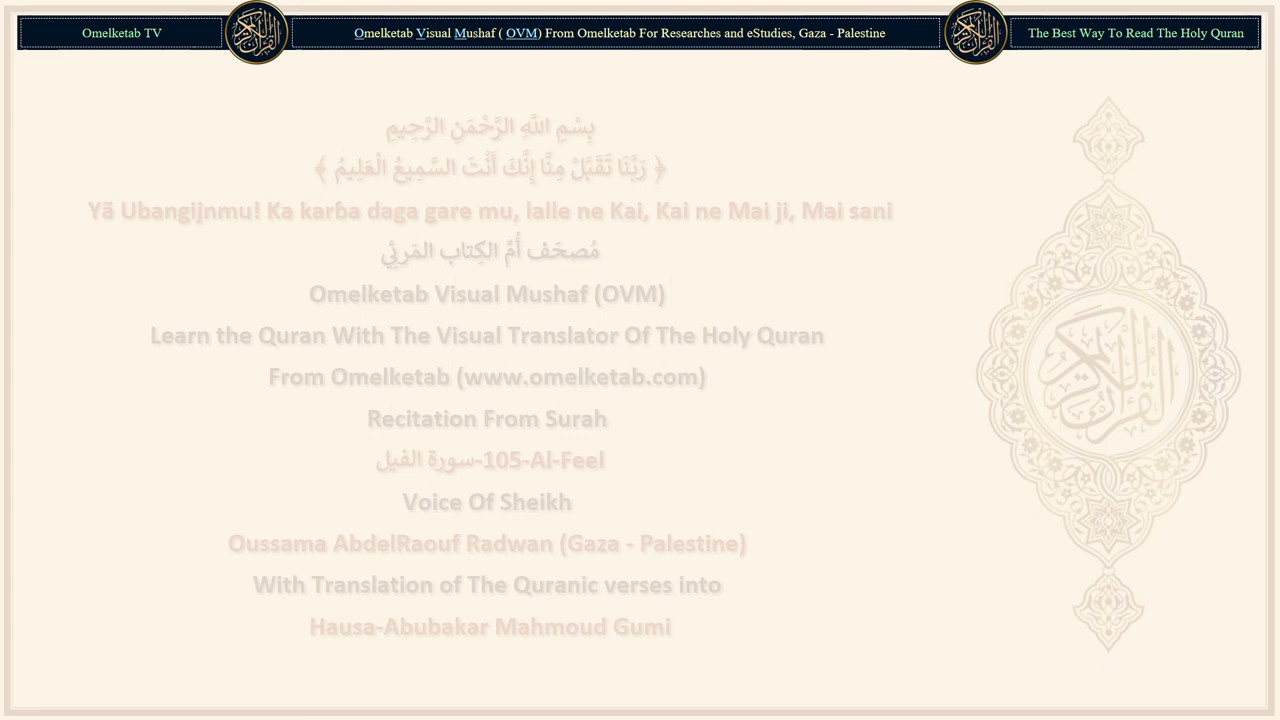 Omelketab TV
Omelketab Visual Mushaf ( OVM) From Omelketab For Researches and eStudies, Gaza - Palestine
The Best Way To Read The Holy Quran
بِسْمِ اللَّهِ الرَّحْمَنِ الرَّحِيمِ
﴿ رَبَّنَا تَقَبَّلْ مِنَّا إِنَّكَ أَنْتَ السَّمِيعُ الْعَلِيمُ ﴾
Yã Ubangijnmu! Ka karɓa daga gare mu, lalle ne Kai, Kai ne Mai ji, Mai sani
مُصحَف أُمِّ الكِتاب المَرئِي
Omelketab Visual Mushaf (OVM)
Learn the Quran With The Visual Translator Of The Holy Quran
From Omelketab (www.omelketab.com)
Recitation From Surah
سورة الفيل-105-Al-Feel
Voice Of Sheikh
Oussama AbdelRaouf Radwan (Gaza - Palestine)
With Translation of The Quranic verses into
Hausa-Abubakar Mahmoud Gumi
القرآن الكريم